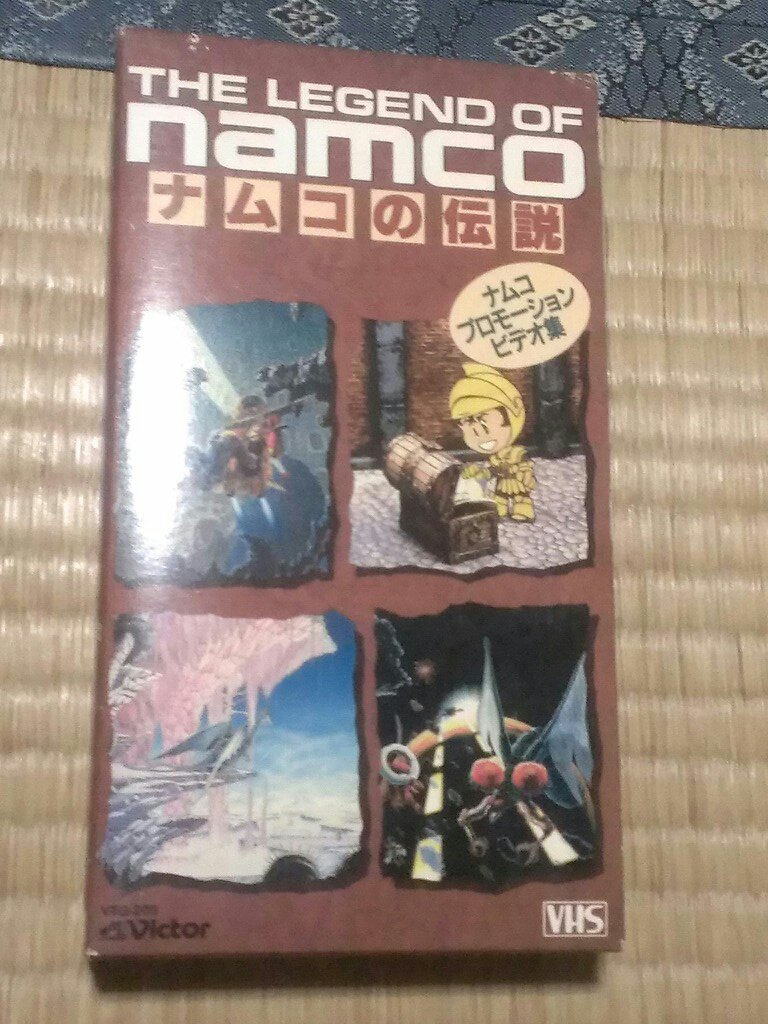 THE LEGEND OF
namco
ナムコの伝説
ナムコ
プロモーション
ビデオ集
Victor
VHS